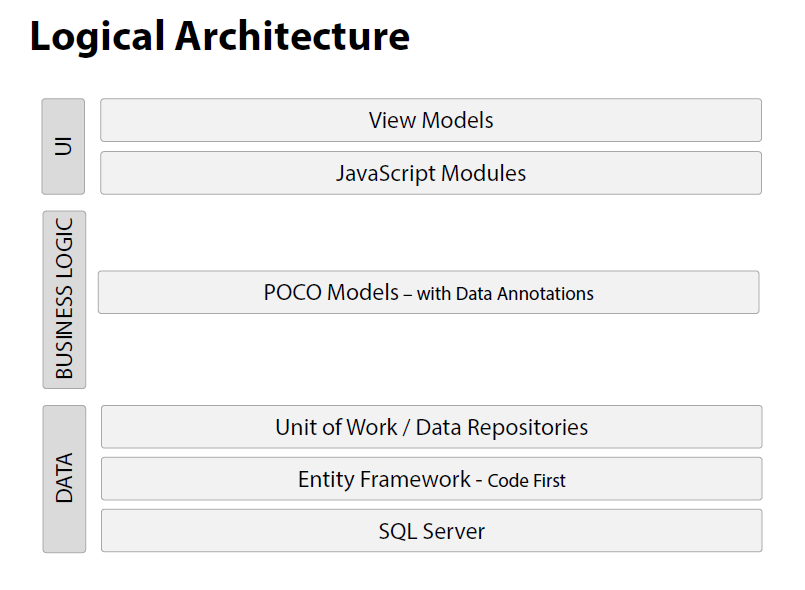 Logical Architecture
UI
View Models
JavaScript Modules
BUSINESS LOGIC
POCO Models – with Data Annotations
DATA
Unit of Work / Data Repositories
Entity Framework - Code First
SQL Server